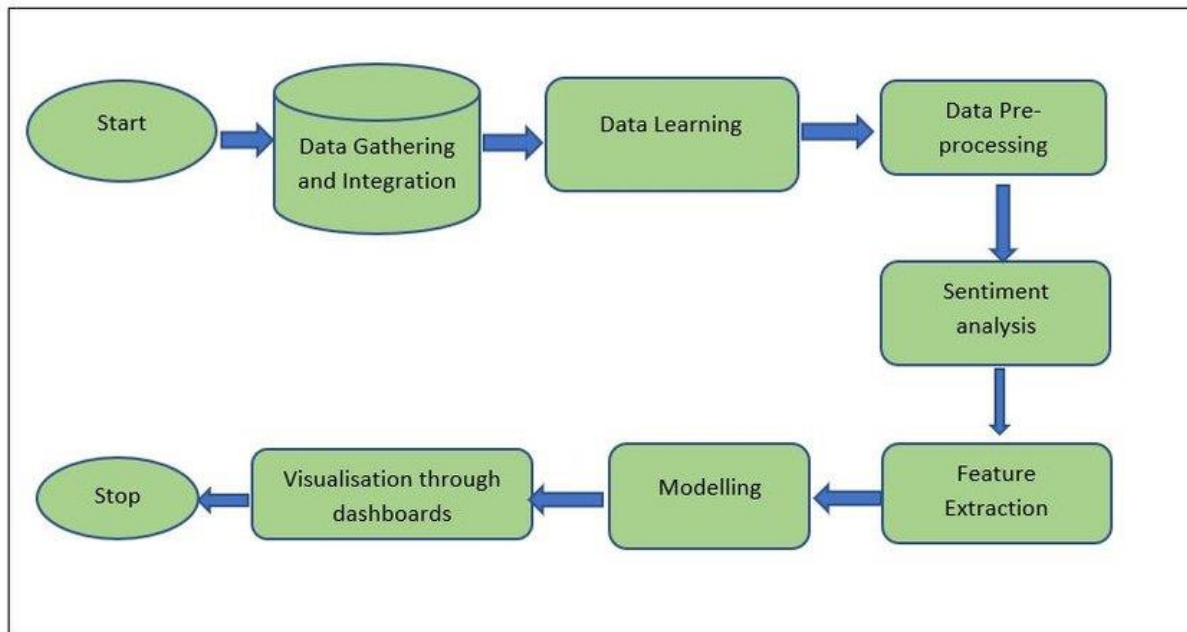 Start
Data Gathering
and Integration
Data Learning
Data Pre-
processing
Sentiment
analysis
Feature
Extraction
Modelling
Visualisation through
dashboards
Stop